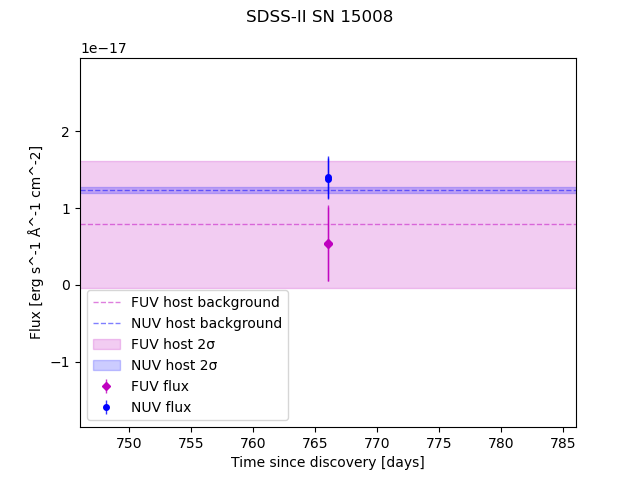 SDSS-II SN 15008
1e−17
Flux [erg s^-1 Å^-1 cm^-2]
2
1
0
−1
FUV host background
NUV host background
FUV host 2σ
NUV host 2σ
FUV flux
NUV flux
750 755 760 765 770 775 780 785
Time since discovery [days]